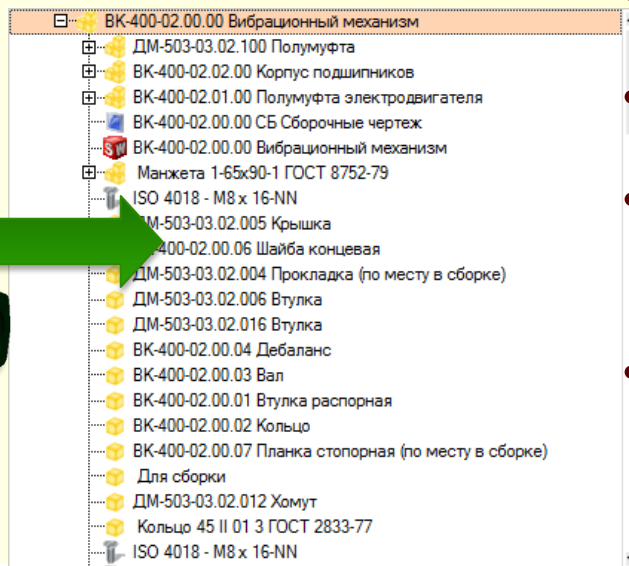 ВК-400-02.00.00 Вибрационный механизм
ДМ-503-03.02.100 Полумуфта
ВК-400-02.02.00 Корпус подшипников
ВК-400-02.01.00 Полумуфта электродвигателя
ВК-400-02.00.00 СБ Сборочные чертеж
ВК-400-02.00.00 Вибрационный механизм
Манжета 1-65x90-1 ГОСТ 8752-79
ISO 4018 - M8 x 16-NN
М-503-03.02.005 Крышка
400-02.00.06 Шайба концевая
ДМ-503-03.02.004 Прокладка (по месту в сборке)
ДМ-503-03.02.006 Втулка
ДМ-503-03.02.016 Втулка
ВК-400-02.00.04 Дебаланс
ВК-400-02.00.03 Вал
ВК-400-02.00.01 Втулка распорная
ВК-400-02.00.02 Кольцо
ВК-400-02.00.07 Планка стопорная (по месту в сборке)
Для сборки
ДМ-503-03.02.012 Хомут
Кольцо 45 II 01 3 ГОСТ 2833-77
ISO 4018 - M8 x 16-NN